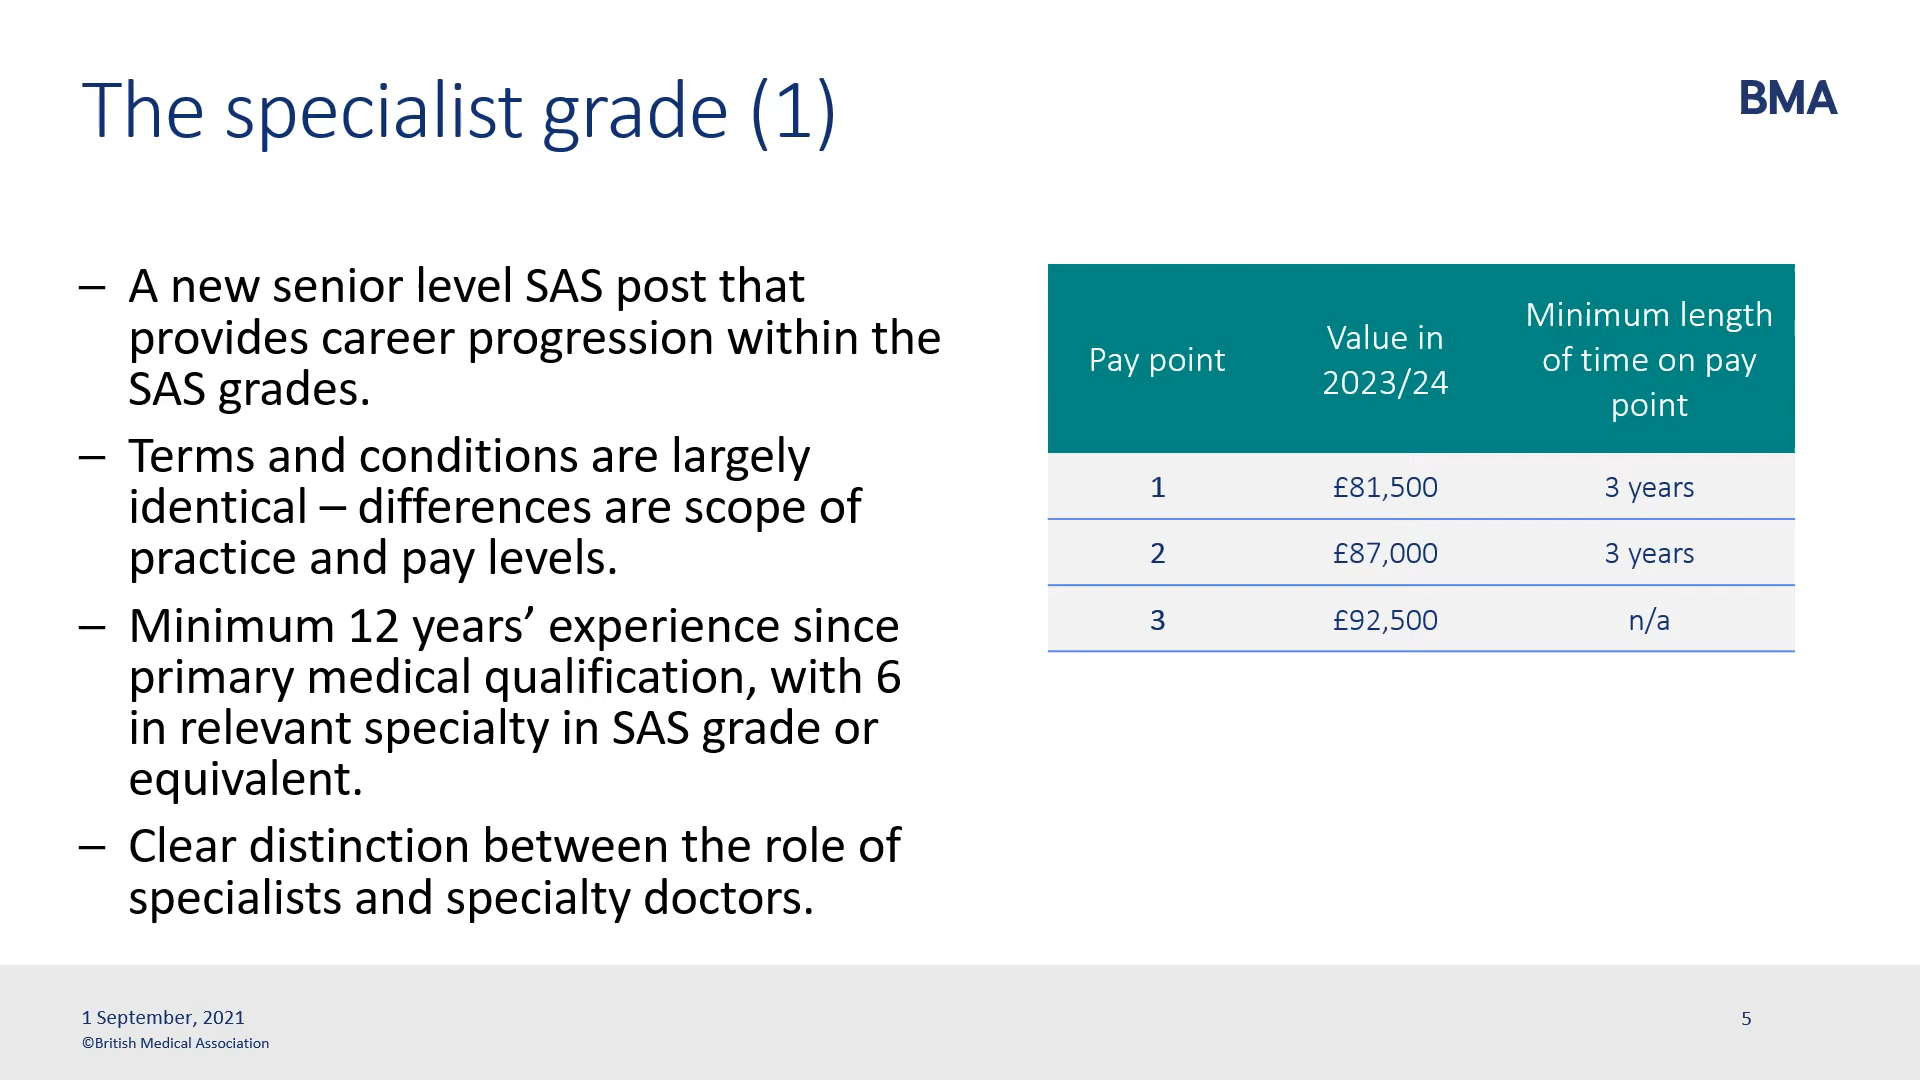 The specialist grade (1)
BMA
– A new senior level SAS post that
provides career progression within the
SAS grades.
– Terms and conditions are largely
identical – differences are scope of
practice and pay levels.
– Minimum 12 years’ experience since
primary medical qualification, with 6
in relevant specialty in SAS grade or
equivalent.
– Clear distinction between the role of
specialists and specialty doctors.
Pay point
Value in
2023/24
Minimum length
of time on pay
point
1 £81,500 3 years
2 £87,000 3 years
3 £92,500 n/a
1 September, 2021
©British Medical Association
5